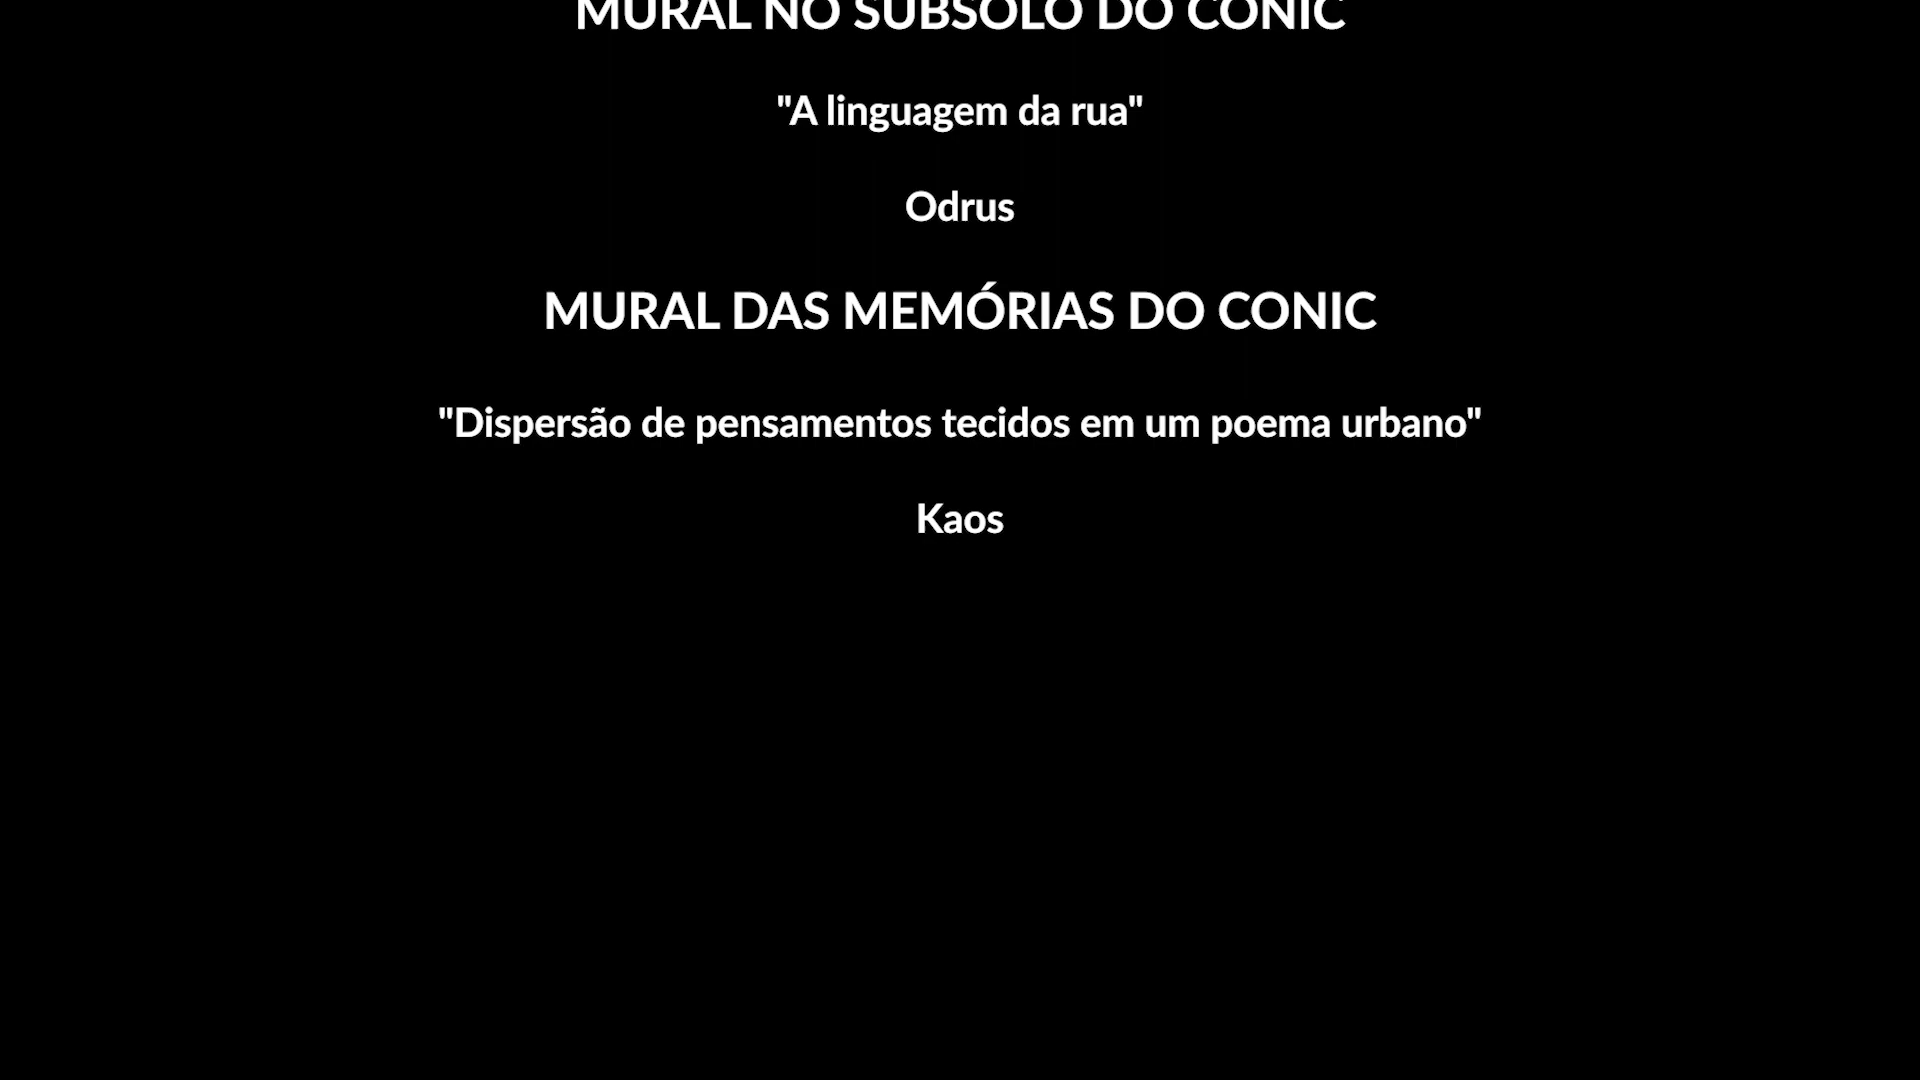 MURAL NO SUBSOLO DO CONIC
"A linguagem da rua"
Odrus
MURAL DAS MEMÓRIAS DO CONIC
"Dispersão de pensamentos tecidos em um poema urbano"
Kaos